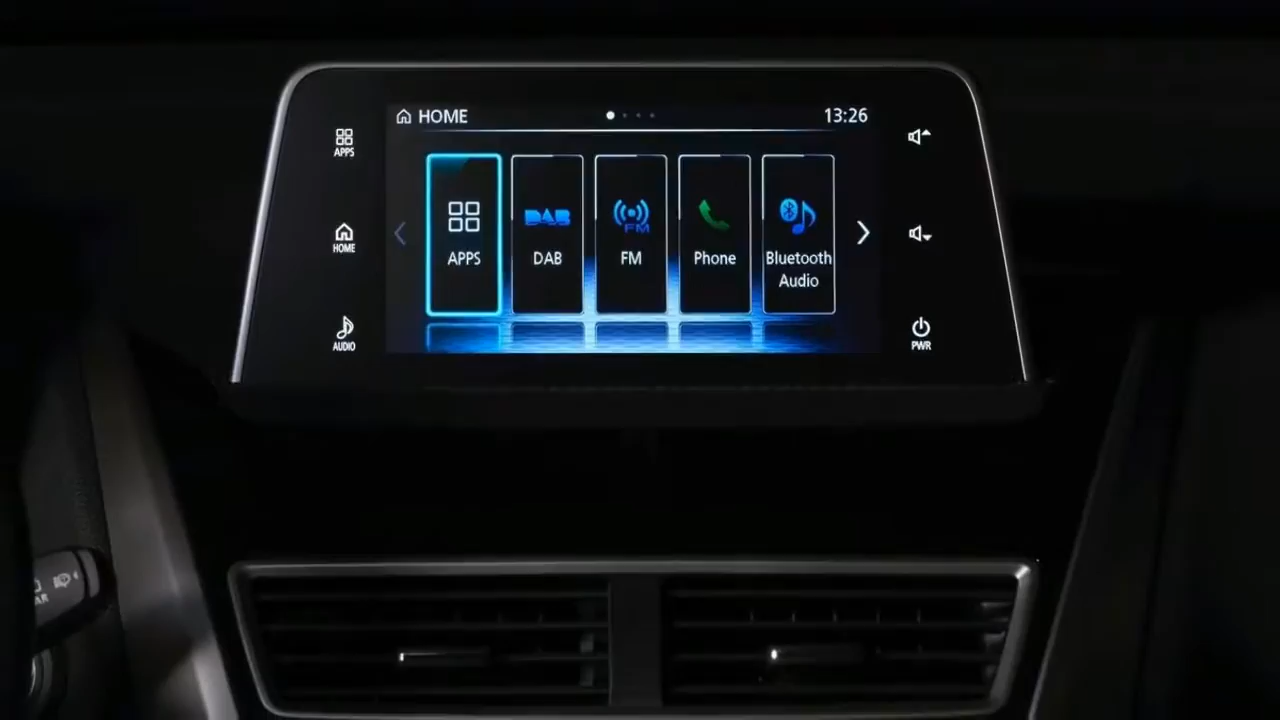 HOME
13:26
APPS
HOME
AUDIO
APPS
DAB
DAB
FM
FM
Phone
Bluetooth
Audio
PWR